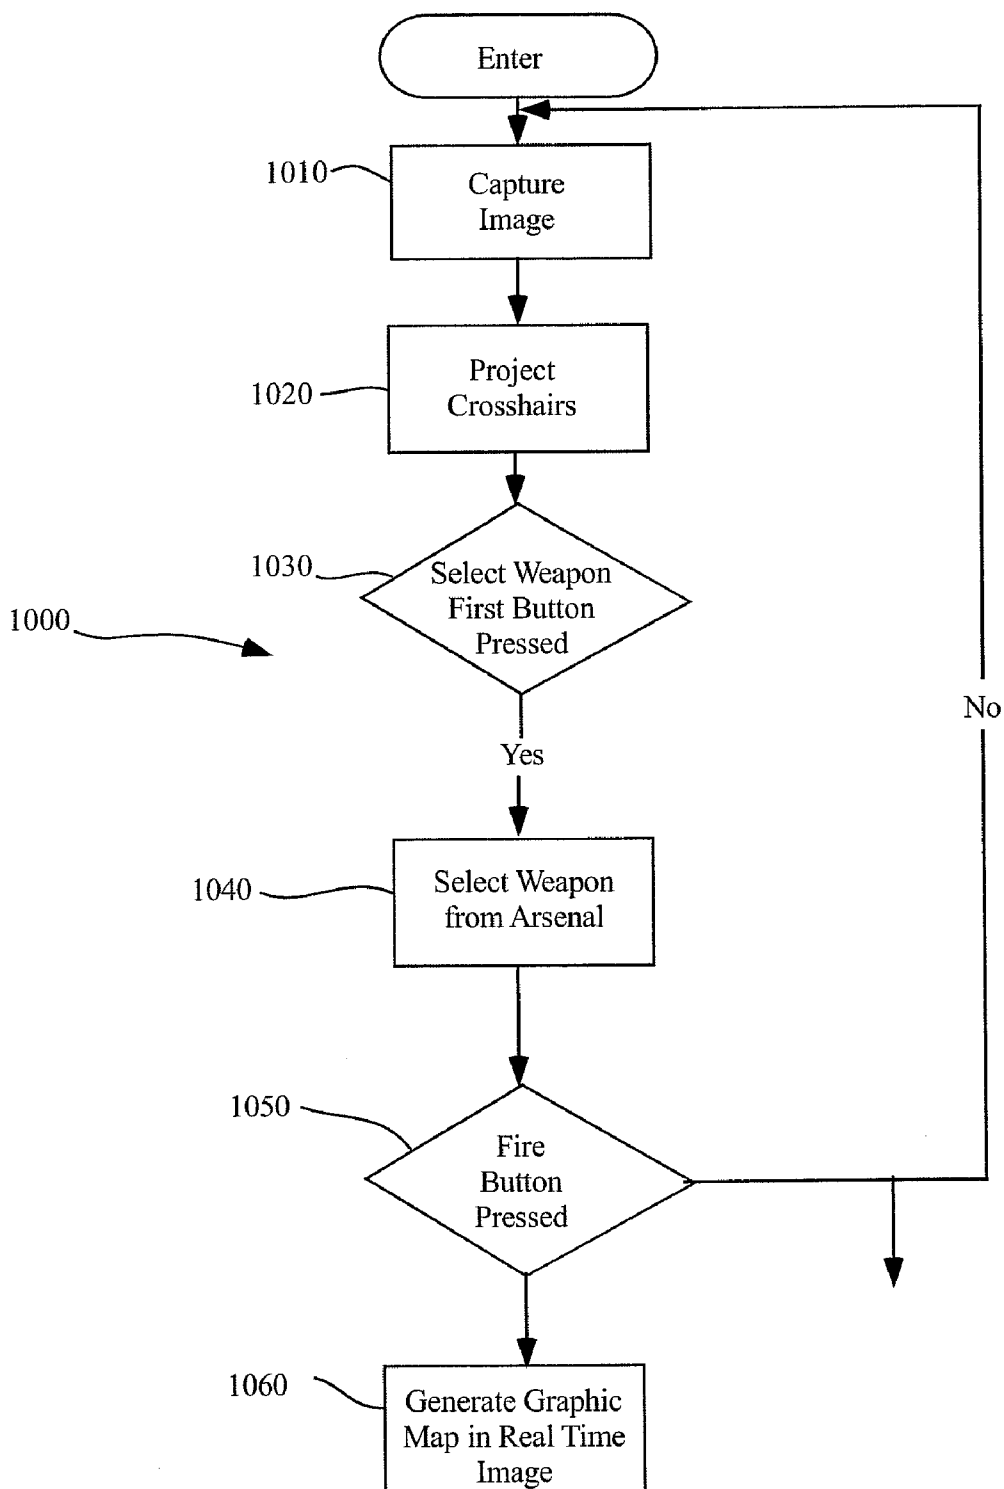 Enter
1010
Capture
Image
1020
Project
Crosshairs
1030
Select Weapon
First Button
Pressed
1000
No
Yes
1040
Select Weapon
from Arsenal
1050
Fire
Button
Pressed
1060
Generate Graphic
Map in Real Time
Image